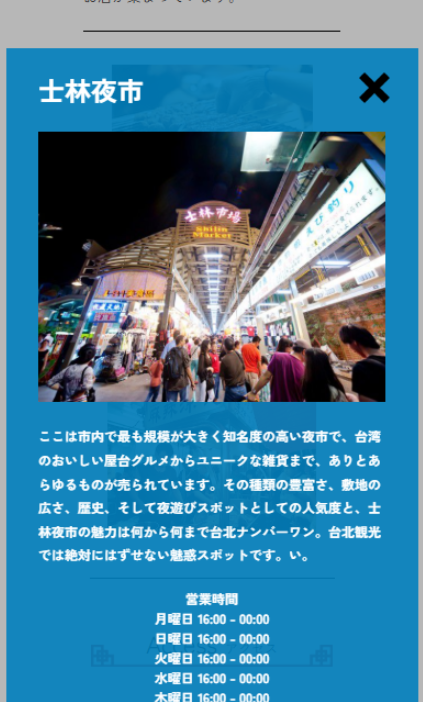 士林夜市
士林市場
Shilin
Market
ここは市内で最も規模が大きく知名度の高い夜市で、台湾
のおいしい屋台グルメからユニークな雑貨まで、ありとあ
らゆるものが売られています。その種類の豊富さ、敷地の
広さ、歴史、そして夜遊びスポットとしての人気度と、士
林夜市の魅力は何から何まで台北ナンバーワン。台北観光
では絶対にはずせない魅惑スポットです。い。
営業時間
月曜日 16:00 - 00:00
日曜日 16:00 - 00:00
火曜日 16:00 - 00:00
水曜日 16:00 - 00:00
木曜日 16:00 - 00:00